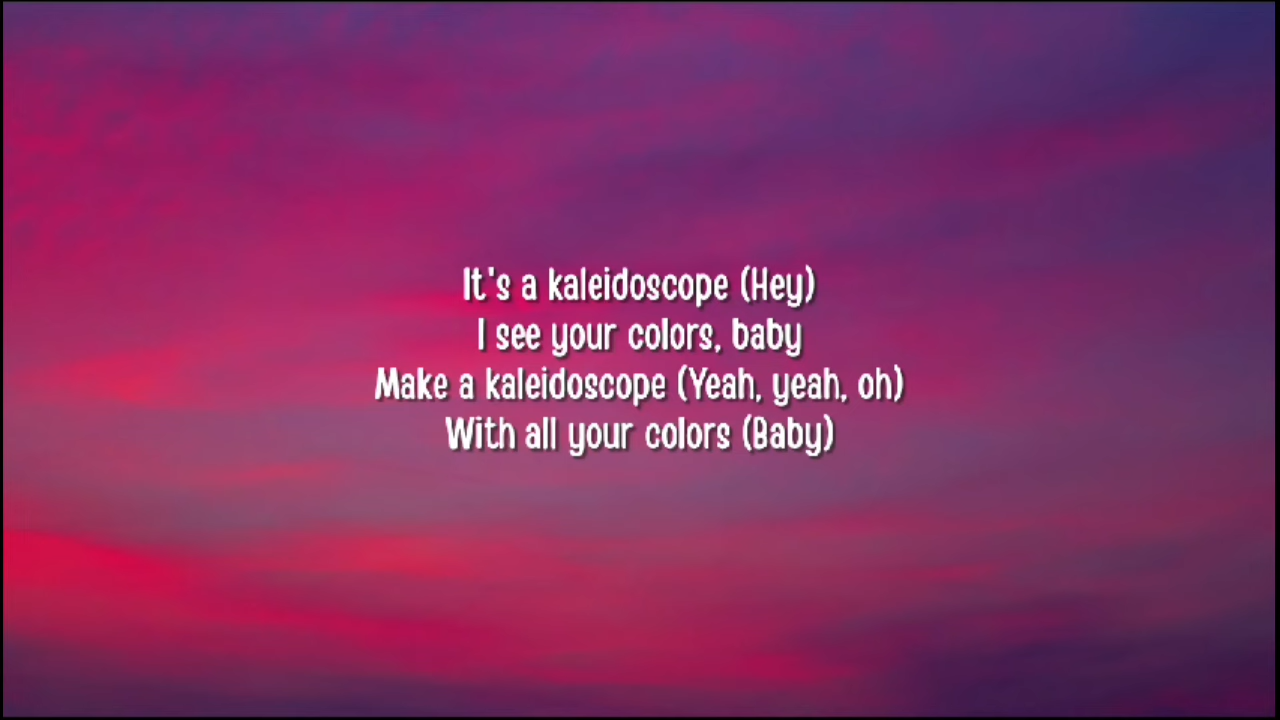 It's a kaleidoscope (Hey)
I see your colors, baby
Make a kaleidoscope (Yeah, yeah, oh)
With all your colors (Baby)